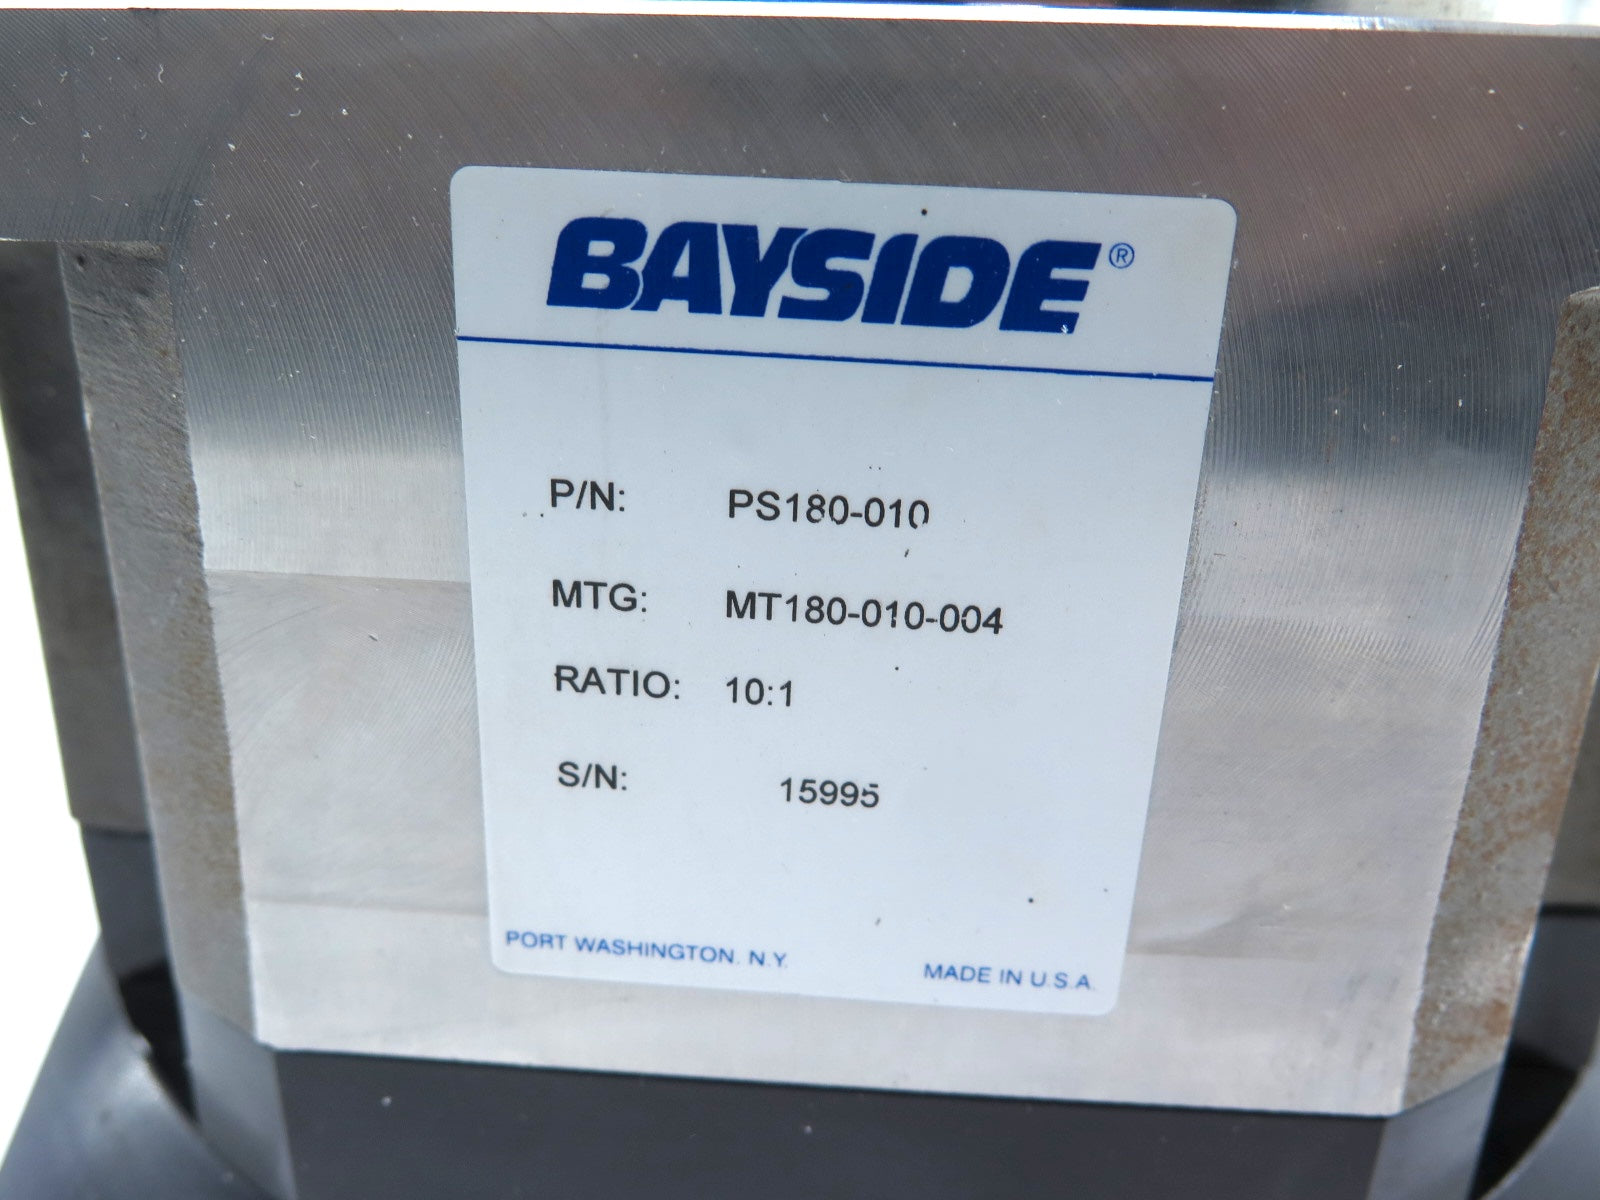 BAYSIDE®
P/N: PS180-010
MTG: MT180-010-004
RATIO: 10:1
S/N: 15995
PORT WASHINGTON, N.Y. MADE IN U.S.A.